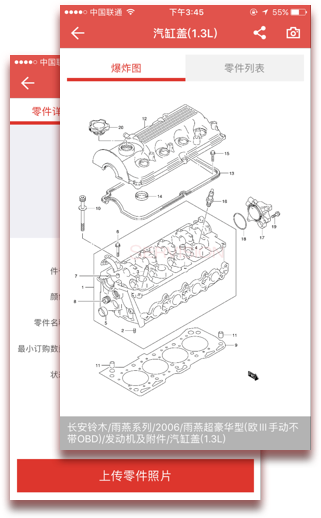 中国联通
下午3:45
55%
汽缸盖(1.3L)
爆炸图
零件列表
20
12
15
13
14
10
16
6
19
17
18
7
1
8
5
2
11
9
11
长安铃木/雨燕系列/2006/雨燕超豪华型(欧Ⅲ手动不
带OBD)/发动机及附件/汽缸盖(1.3L)
中国联通
零件详
件
颜
零件名
最小订购数
状
上传零件照片